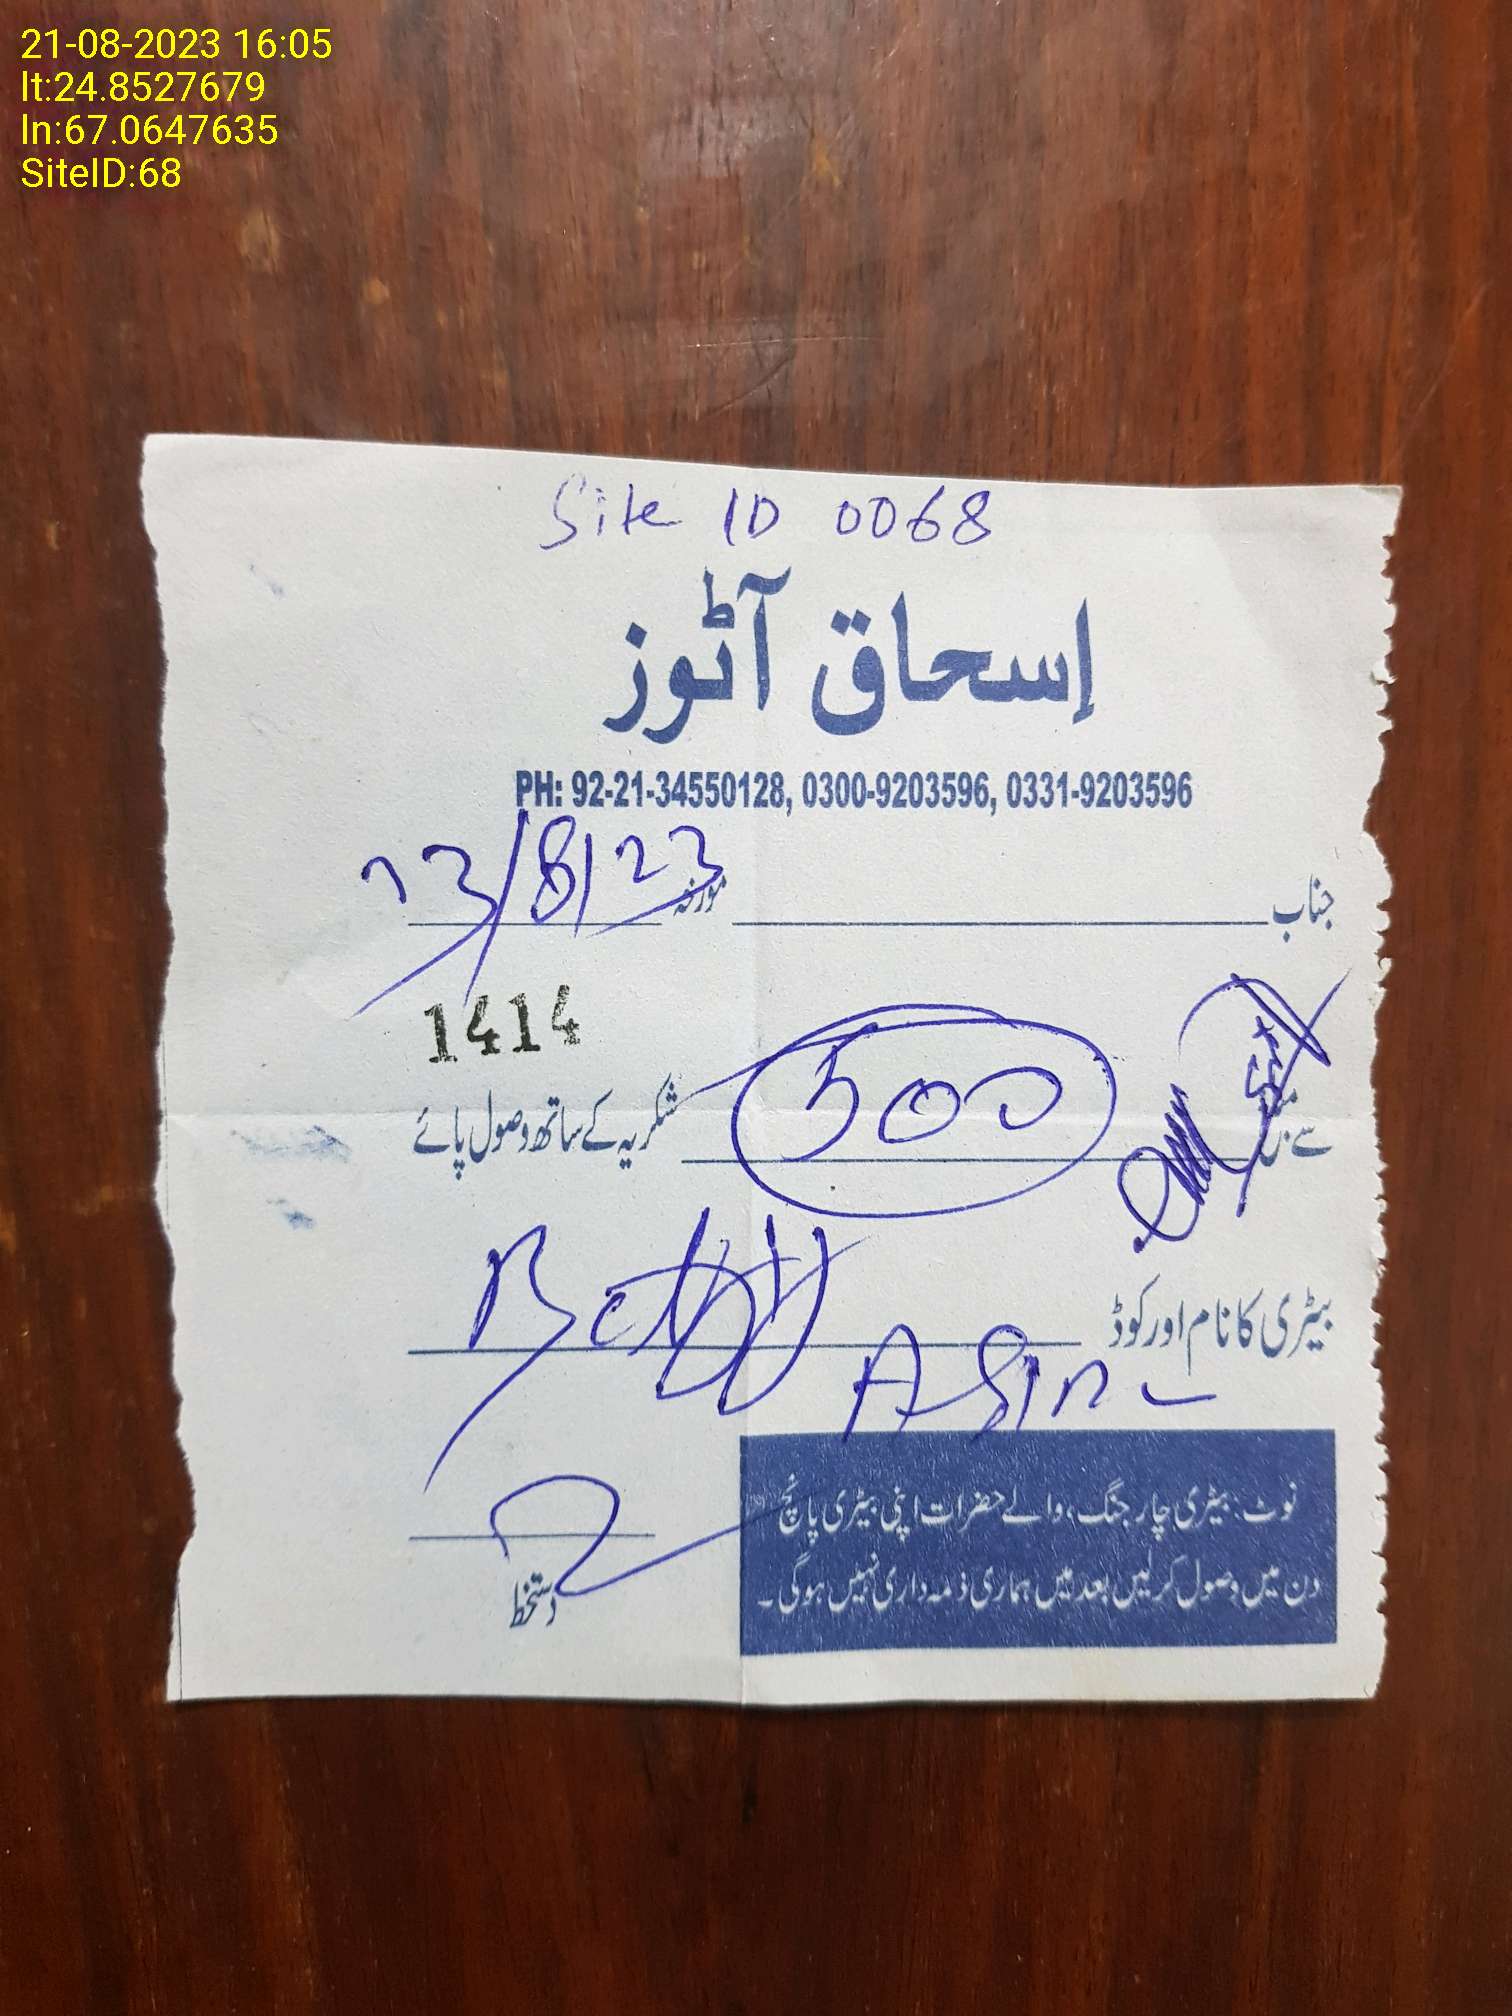 21-08-2023 16:05
lt:24.8527679
ln:67.0647635
SiteID:68
Site ID 0068
اِسحاق آٹوز
PH: 92-21-34550128, 0300-9203596, 0331-9203596
جناب مورخہ /8/23
1414
سے 500 شکریہ کے ساتھ وصول پائے
بیٹری کا نام اور کوڈ
نوٹ: بیٹری چارجنگ، والے حضرات اپنی بیٹری پانچ
دن میں وصول کرلیں بعد میں ہماری ذمہ داری نہیں ہوگی۔
دستخط